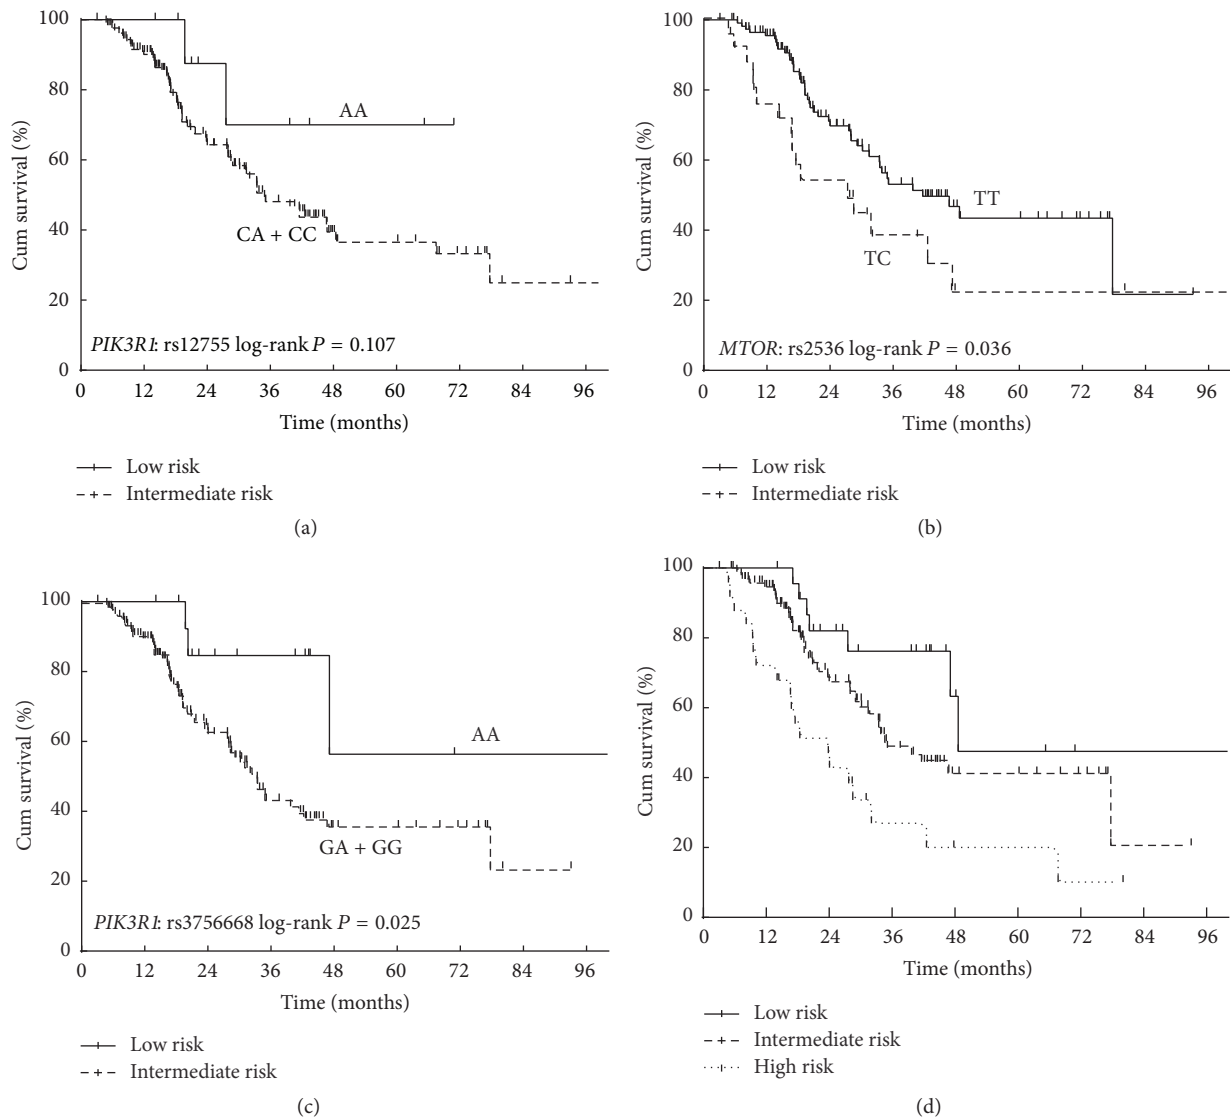 100
80
60
40
20
0
Cum survival (%)
AA
CA + CC
PIK3R1: rs12755 log-rank P = 0.107
0 12 24 36 48 60 72 84 96
Time (months)
Low risk
Intermediate risk
(a)
100
80
60
40
20
0
Cum survival (%)
TT
TC
MTOR: rs2536 log-rank P = 0.036
0 12 24 36 48 60 72 84 96
Time (months)
Low risk
Intermediate risk
(b)
100
80
60
40
20
0
Cum survival (%)
AA
GA + GG
PIK3R1: rs3756668 log-rank P = 0.025
0 12 24 36 48 60 72 84 96
Time (months)
Low risk
Intermediate risk
(c)
100
80
60
40
20
0
Cum survival (%)
0 12 24 36 48 60 72 84 96
Time (months)
Low risk
Intermediate risk
High risk
(d)